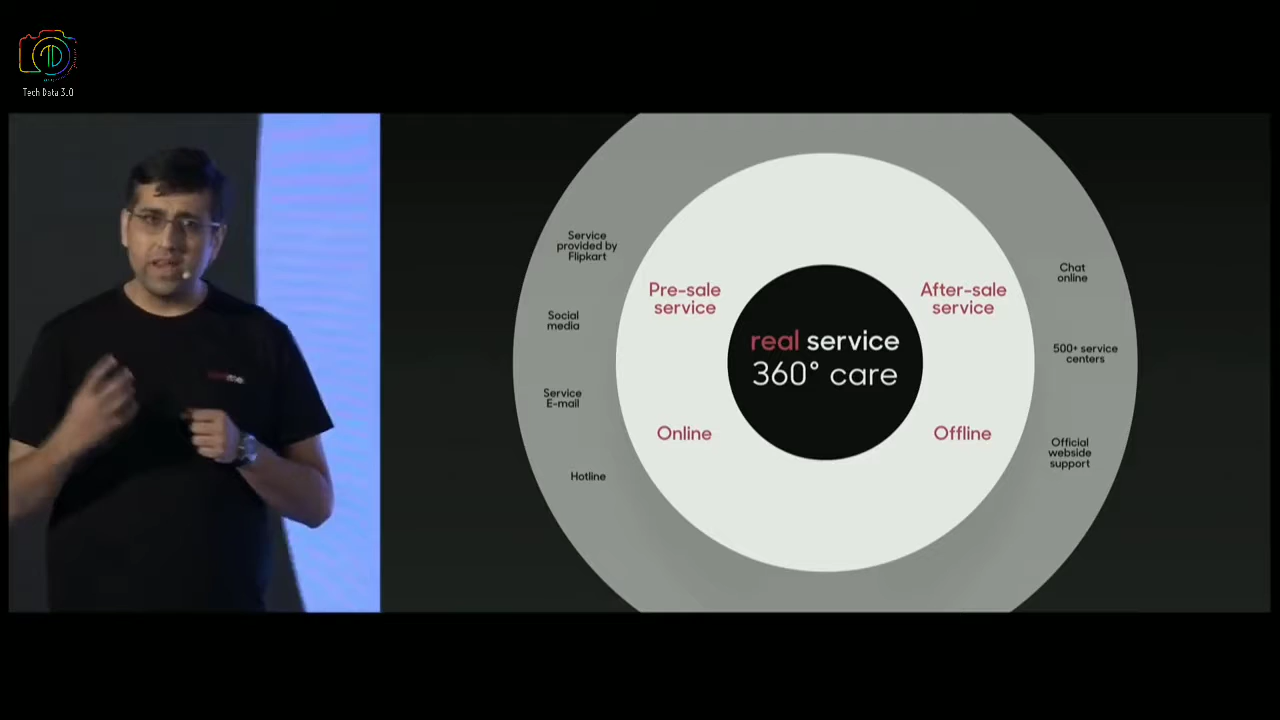 Tech Data 3.0
Service
provided by
Flipkart
Social
media
Service
E-mail
Hotline
Pre-sale
service
Online
real service
360° care
After-sale
service
Offline
Chat
online
500+ service
centers
Official
webside
support